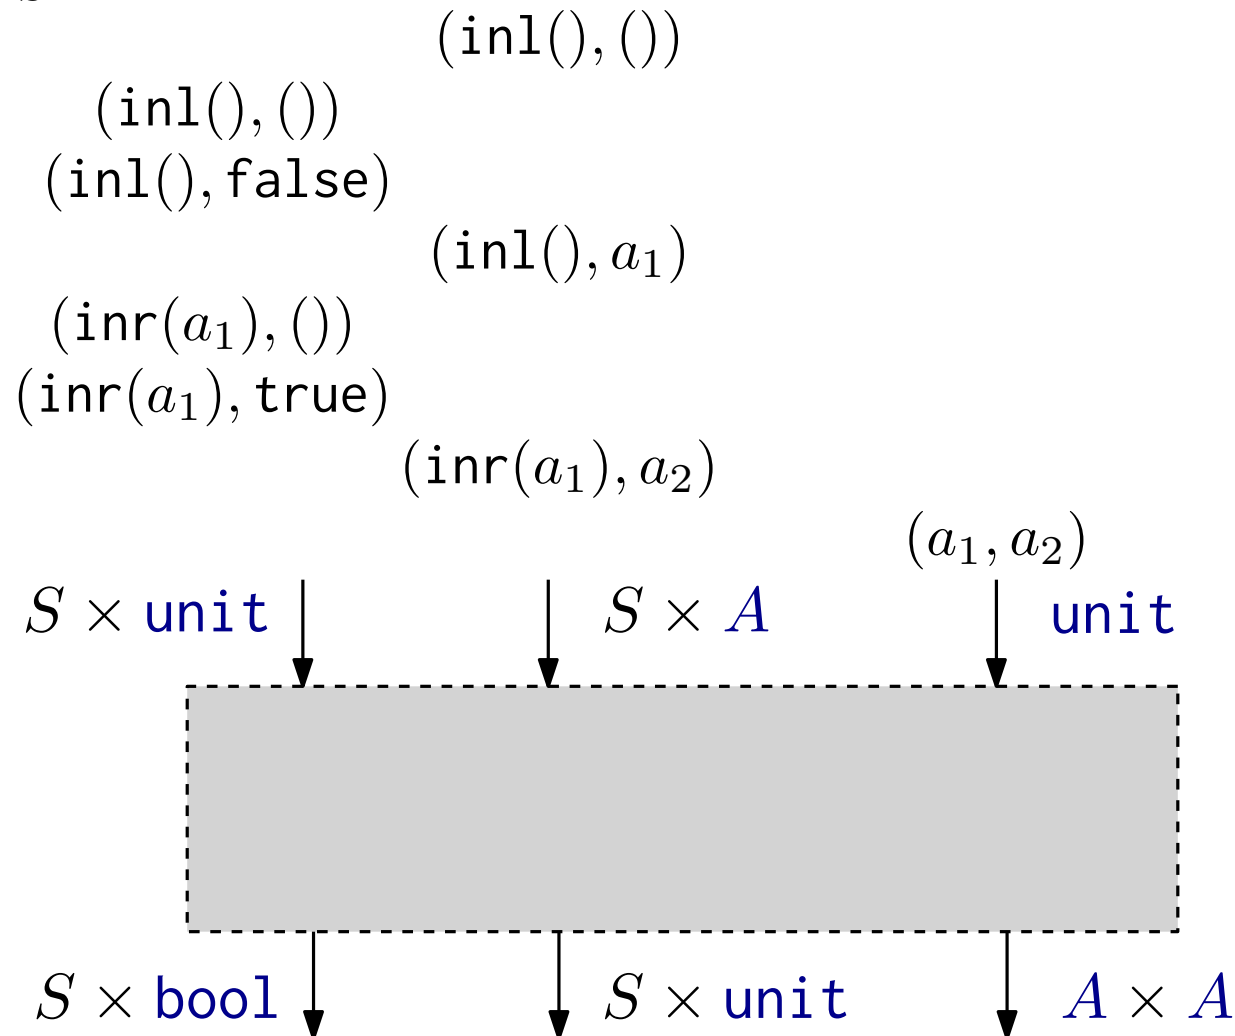 (inl(), ())
(inl(), ())
(inl(), false)
(inl(), a₁)
(inr(a₁), ())
(inr(a₁), true)
(inr(a₁), a₂)
(a₁, a₂)
S × unit S × A unit
S × bool S × unit A × A